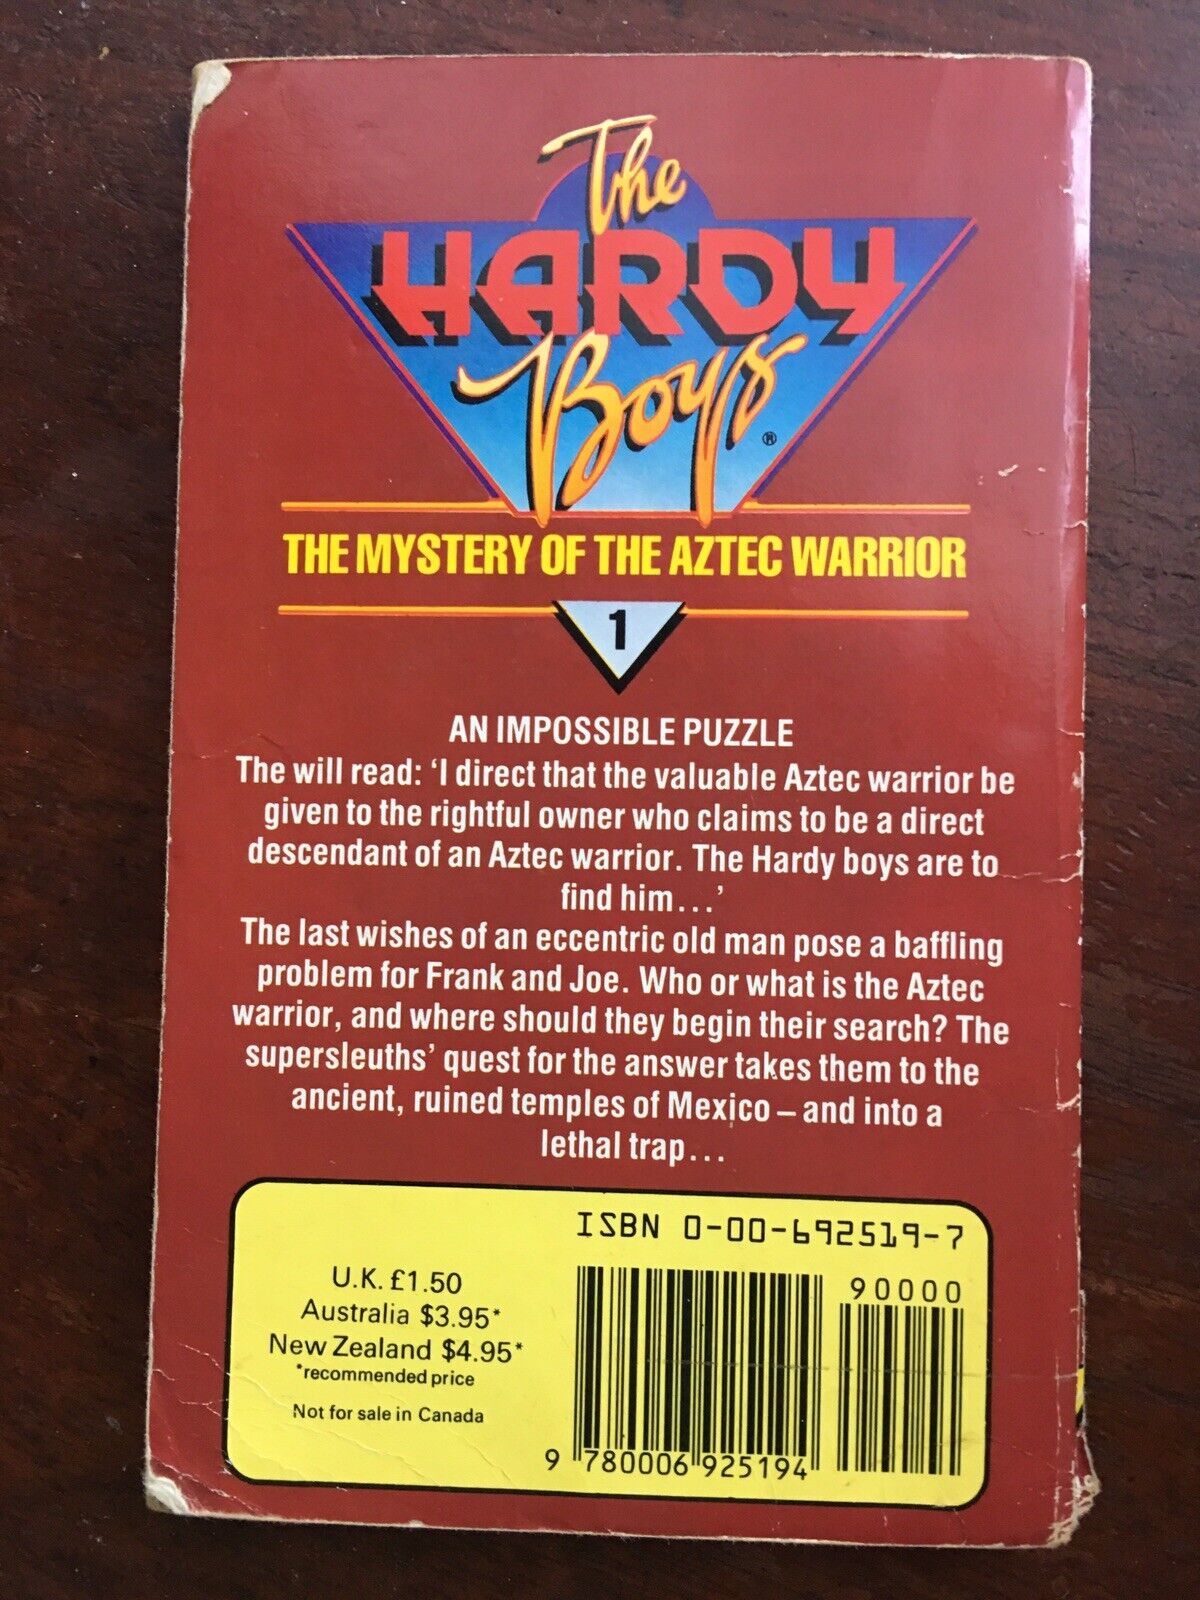 The
HARDY
Boys®
THE MYSTERY OF THE AZTEC WARRIOR
1
AN IMPOSSIBLE PUZZLE
The will read: ‘I direct that the valuable Aztec warrior be
given to the rightful owner who claims to be a direct
descendant of an Aztec warrior. The Hardy boys are to
find him...’
The last wishes of an eccentric old man pose a baffling
problem for Frank and Joe. Who or what is the Aztec
warrior, and where should they begin their search? The
supersleuths’ quest for the answer takes them to the
ancient, ruined temples of Mexico – and into a
lethal trap...
ISBN 0-00-692519-7
U.K. £1.50
Australia $3.95*
New Zealand $4.95*
*recommended price
Not for sale in Canada
90000
9 780006 925194